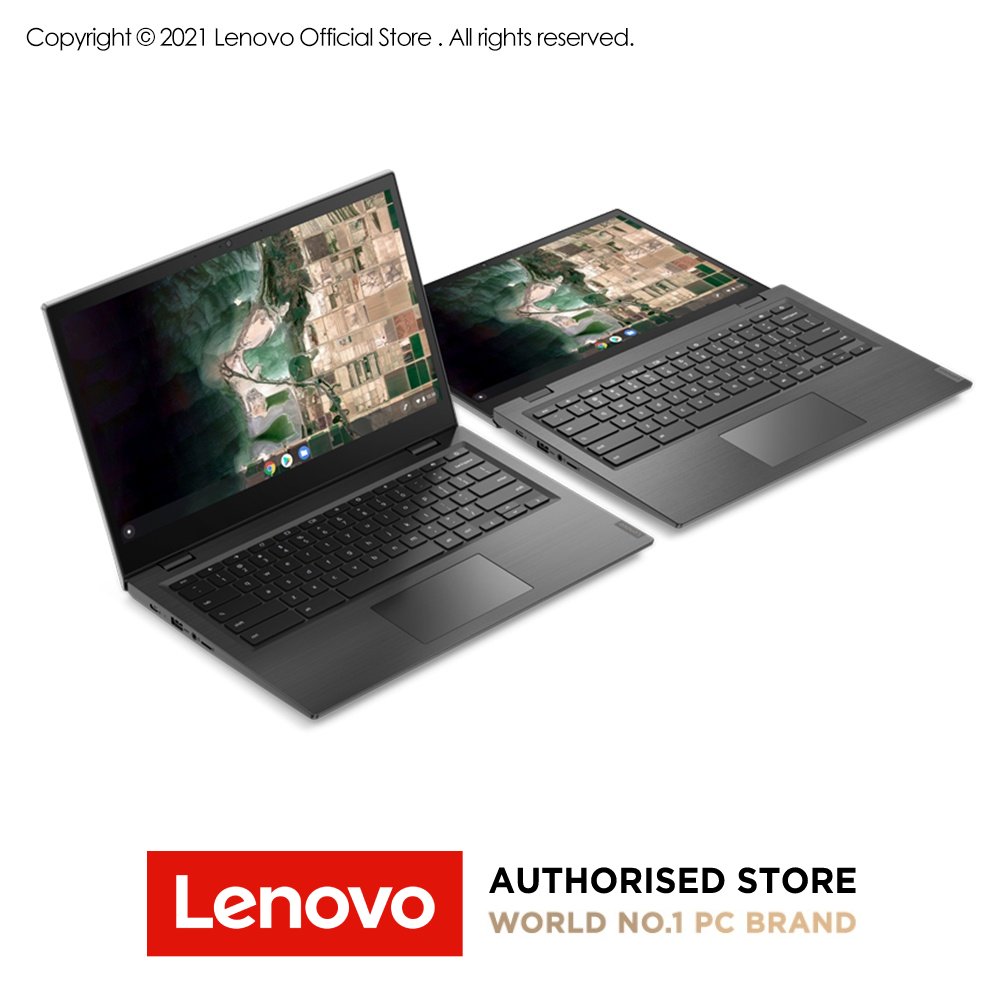 Copyright © 2021 Lenovo Official Store . All rights reserved.
Lenovo
AUTHORISED STORE
WORLD NO.1 PC BRAND